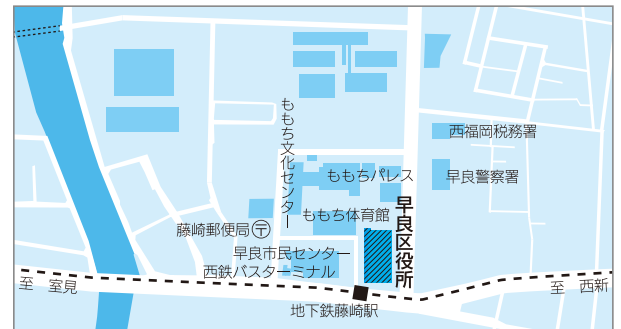 ももち文化センター
西福岡税務署
ももちパレス
早良警察署
早良区役所
ももち体育館
藤崎郵便局〒
早良市民センター
西鉄バスターミナル
至 室見
至 西新
地下鉄藤崎駅